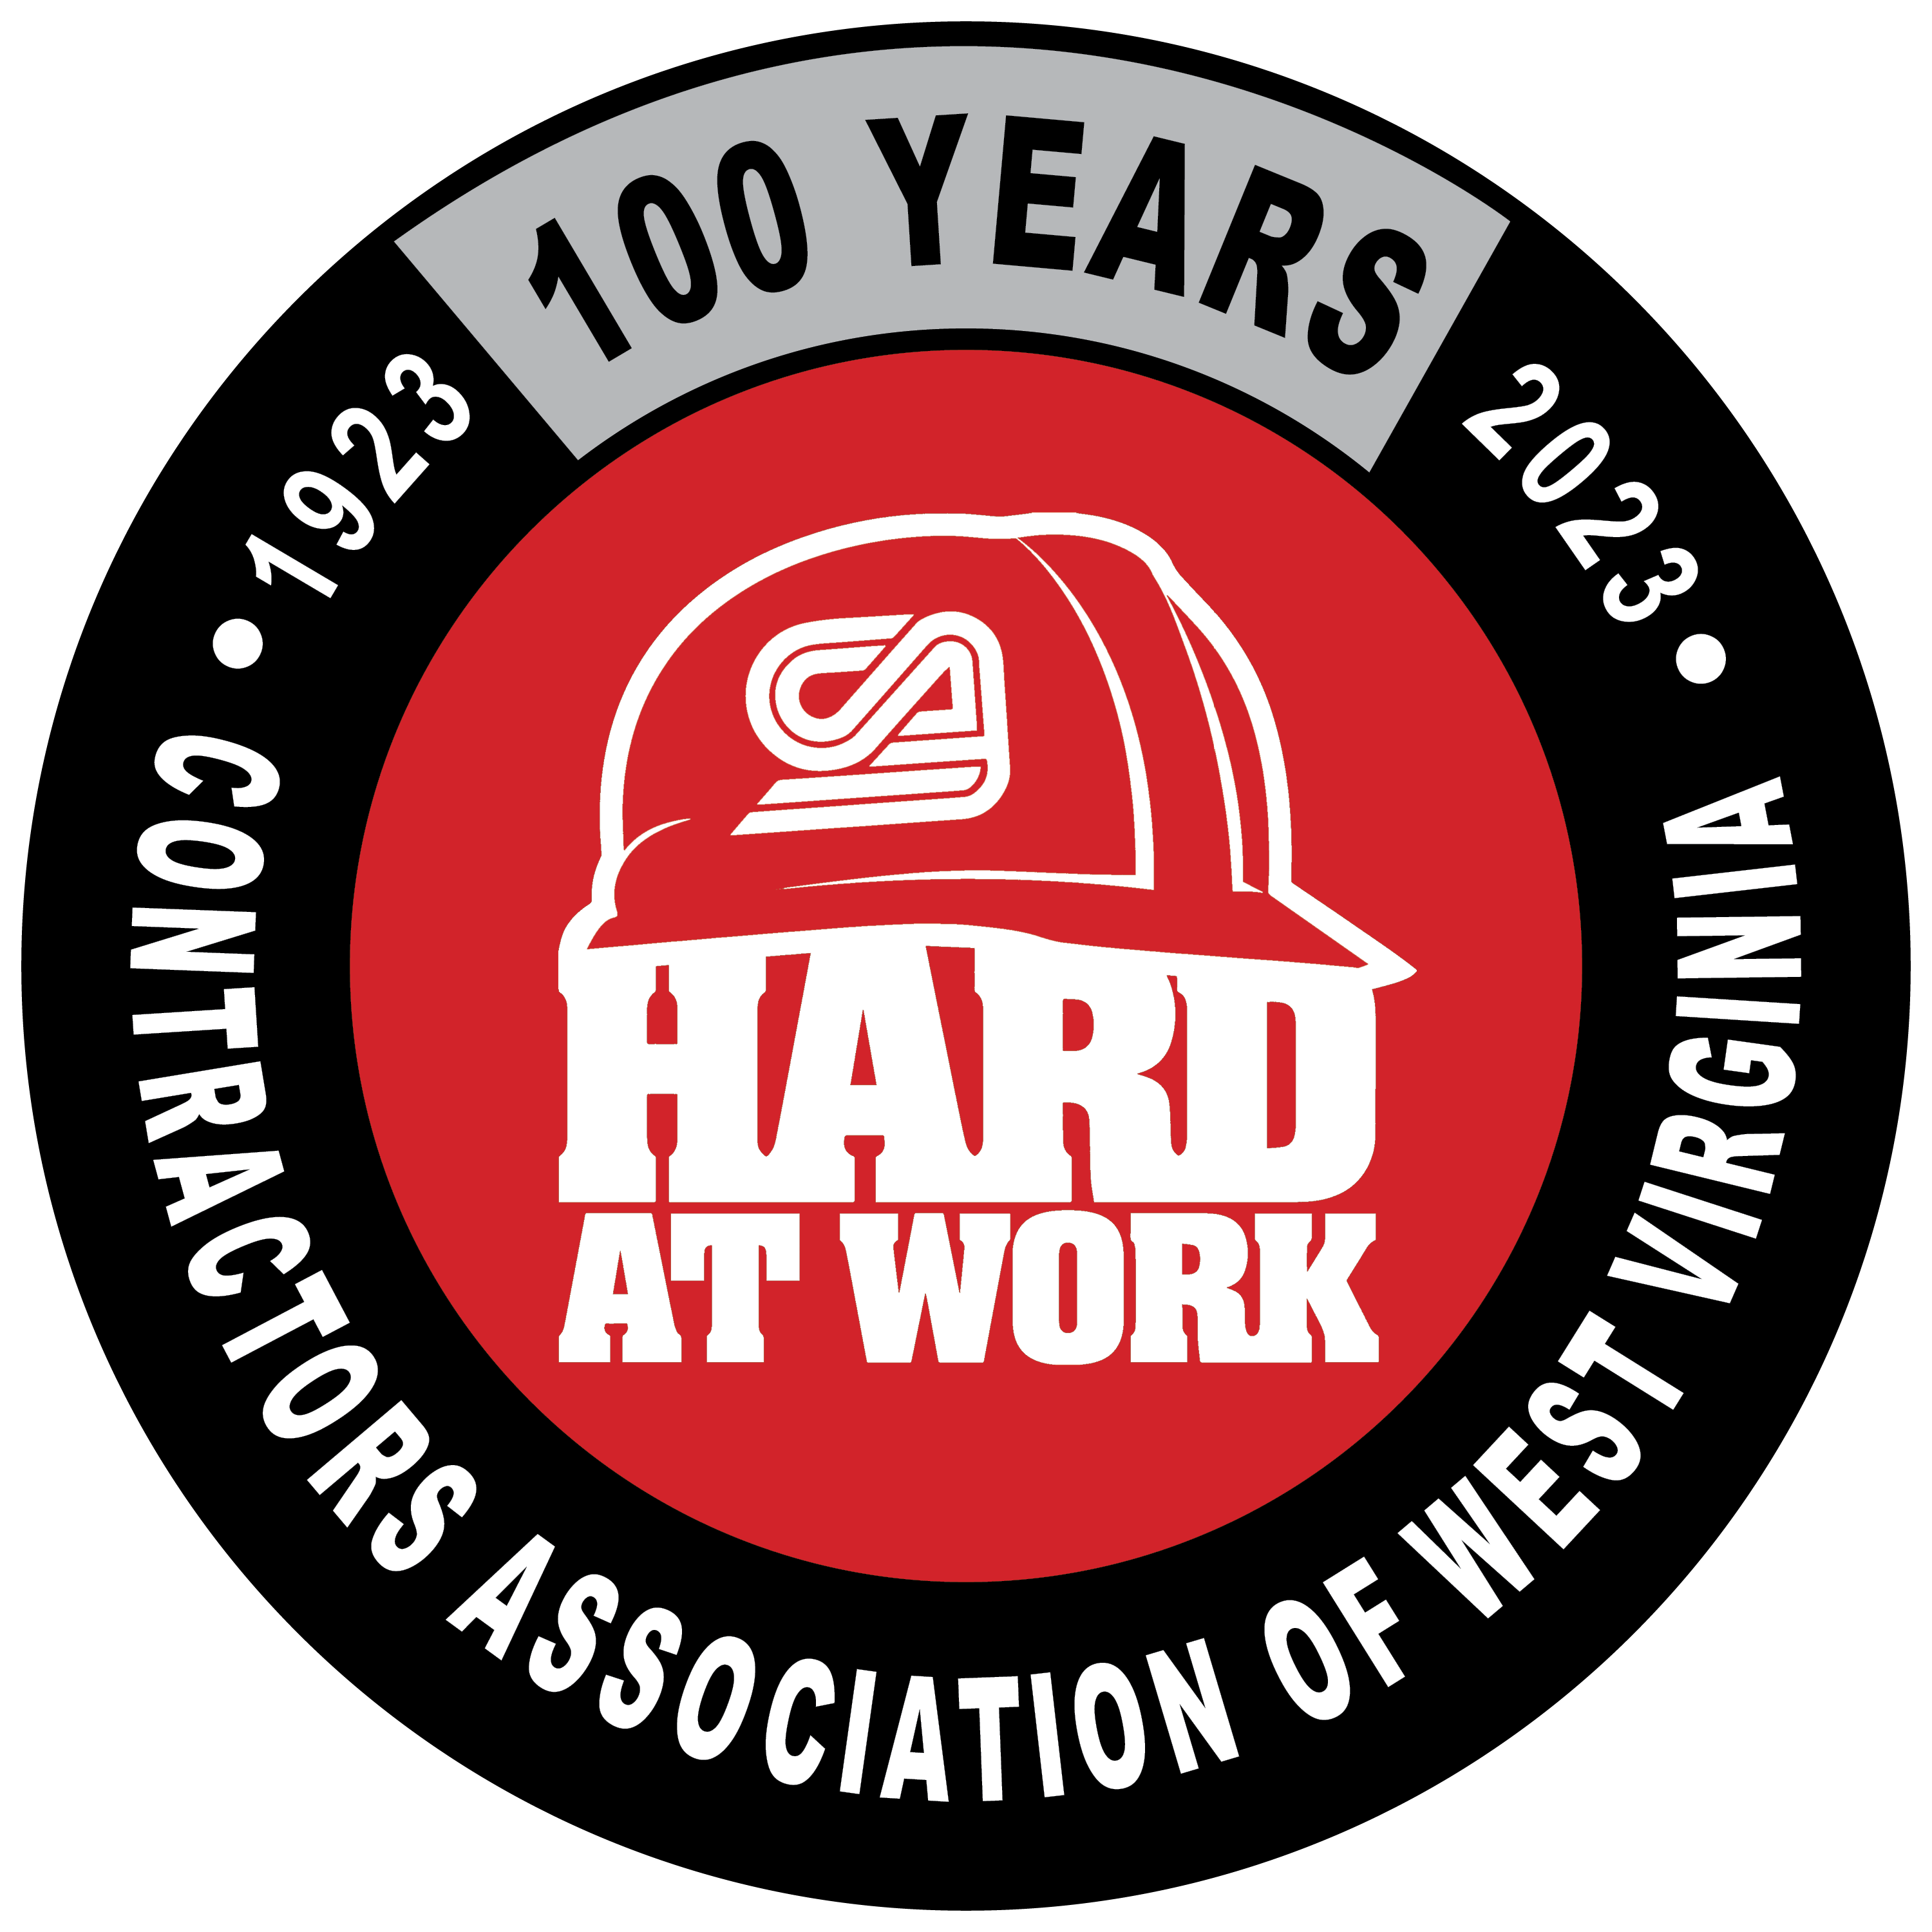 100 YEARS
1923
2023
HARD
AT WORK
• CONTRACTORS ASSOCIATION OF WEST VIRGINIA •